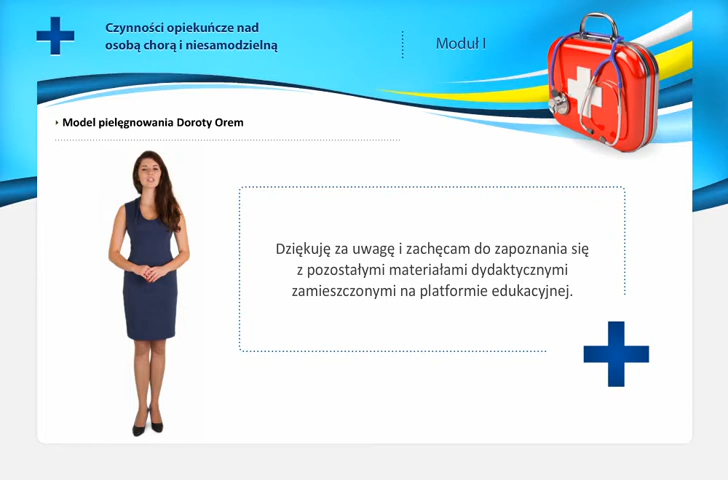 Czynności opiekuńcze nad
osobą chorą i niesamodzielną
Moduł I
Model pielęgnowania Doroty Orem
Dziękuję za uwagę i zachęcam do zapoznania się
z pozostałymi materiałami dydaktycznymi
zamieszczonymi na platformie edukacyjnej.